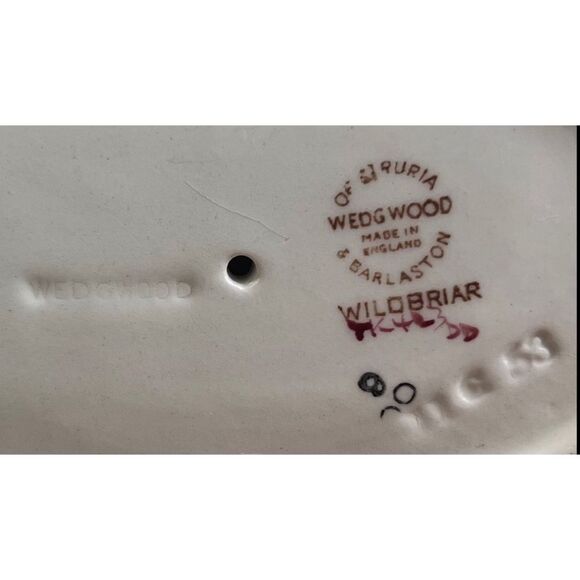 WEDGWOOD
OF ETRURIA
WEDGWOOD
MADE IN
ENGLAND
& BARLASTON
WILDBRIAR